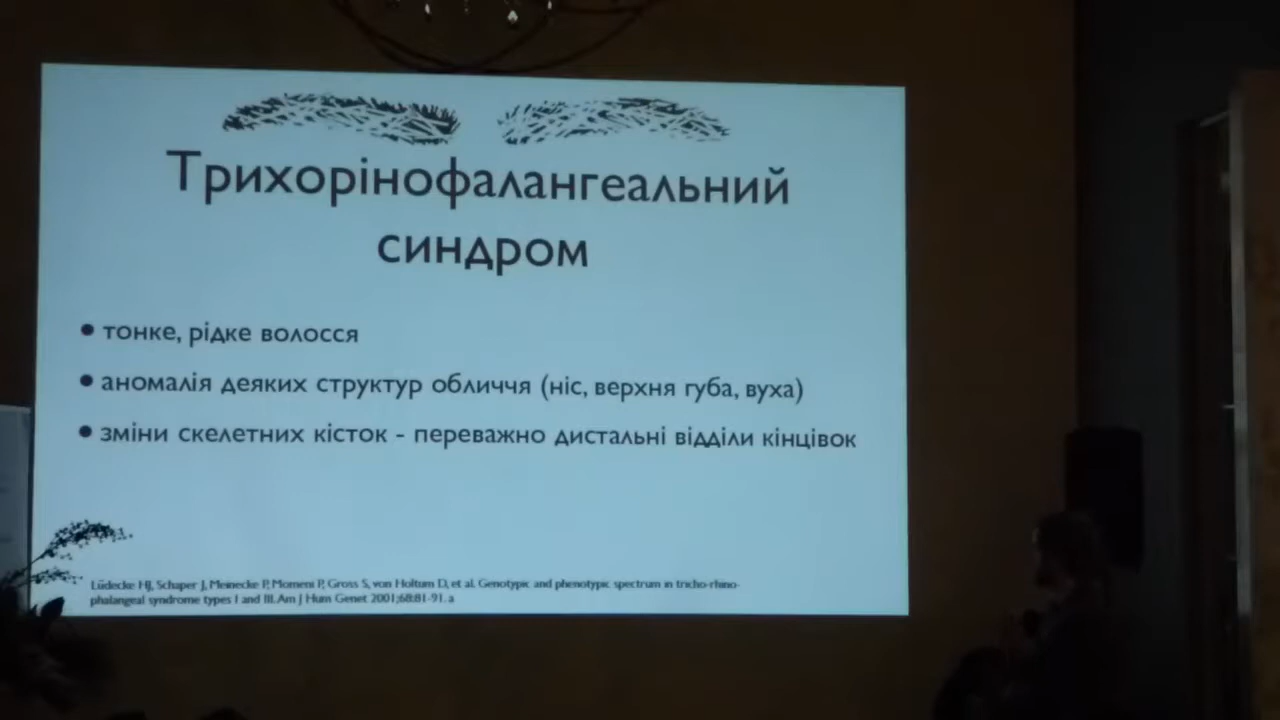 Трихорінофалангеальний
синдром
• тонке, рідке волосся
• аномалія деяких структур обличчя (ніс, верхня губа, вуха)
• зміни скелетних кісток - переважно дистальні відділи кінцівок
Lüdecke HJ, Schaper J, Meinecke P, Momeni P, Gross S, von Holtum D, et al. Genotypic and phenotypic spectrum in tricho-rhino-
phalangeal syndrome types I and III. Am J Hum Genet 2001;68:81-91. a